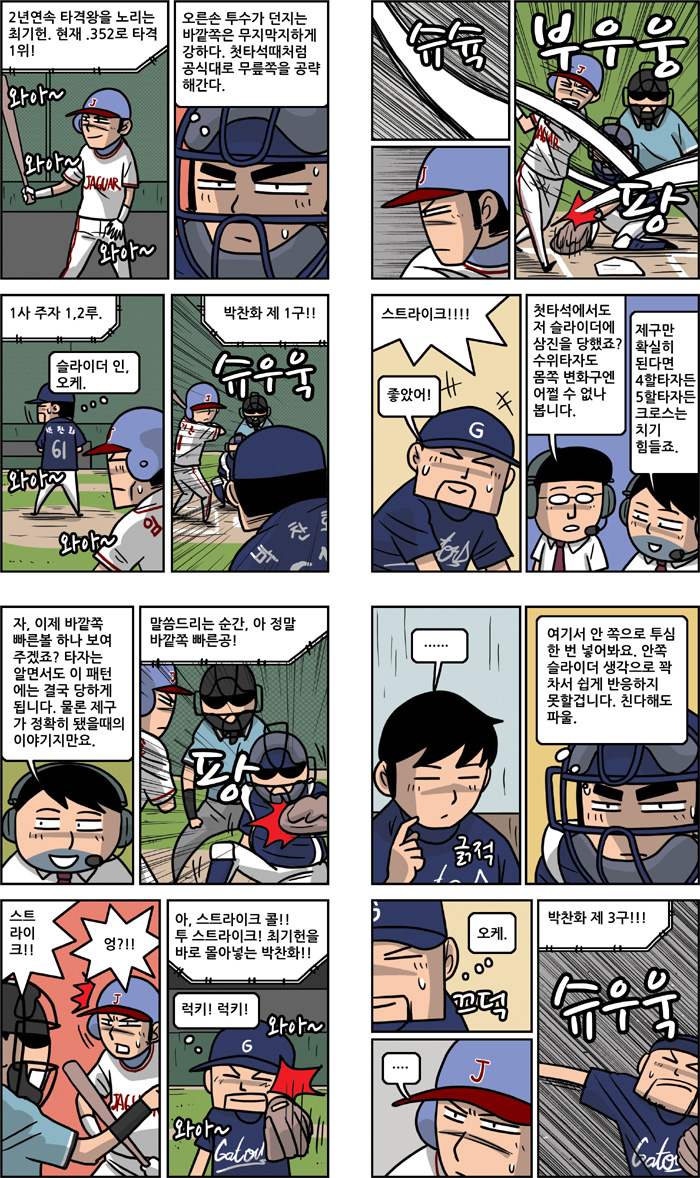 2년연속 타격왕을 노리는
최기헌. 현재 .352로 타격
1위!
와아~
와아~
와아~
J
JAGUAR
오른손 투수가 던지는
바깥쪽은 무지막지하게
강하다. 첫타석때처럼
공식대로 무릎쪽을 공략
해간다.
1사 주자 1,2루.
슬라이더 인,
오케.
박찬화
61
와아~
와아~
박찬화 제 1구!!
슈우욱
1
슈슉
J
부우웅
J
JAGUAR
팡
스트라이크!!!!
좋았어!
G
첫타석에서도
저 슬라이더에
삼진을 당했죠?
수위타자도
몸쪽 변화구엔
어쩔 수 없나
봅니다.
제구만
확실히
된다면
4할타자든
5할타자든
크로스는
치기
힘들죠.
자, 이제 바깥쪽
빠른볼 하나 보여
주겠죠? 타자는
알면서도 이 패턴
에는 결국 당하게
됩니다. 물론 제구
가 정확히 됐을때의
이야기지만요.
말씀드리는 순간, 아 정말
바깥쪽 빠른공!
팡
스트
라이
크!!
엉?!!
J
JAGUAR
아, 스트라이크 콜!!
투 스트라이크! 최기헌을
바로 몰아넣는 박찬화!!
럭키! 럭키!
와아~
G
와아~
Gator
......
긁적
여기서 안 쪽으로 투심
한 번 넣어봐요. 안쪽
슬라이더 생각으로 꽉
차서 쉽게 반응하지
못할겁니다. 친다해도
파울.
G
오케.
끄덕
....
J
박찬화 제 3구!!!
슈우욱
Gator